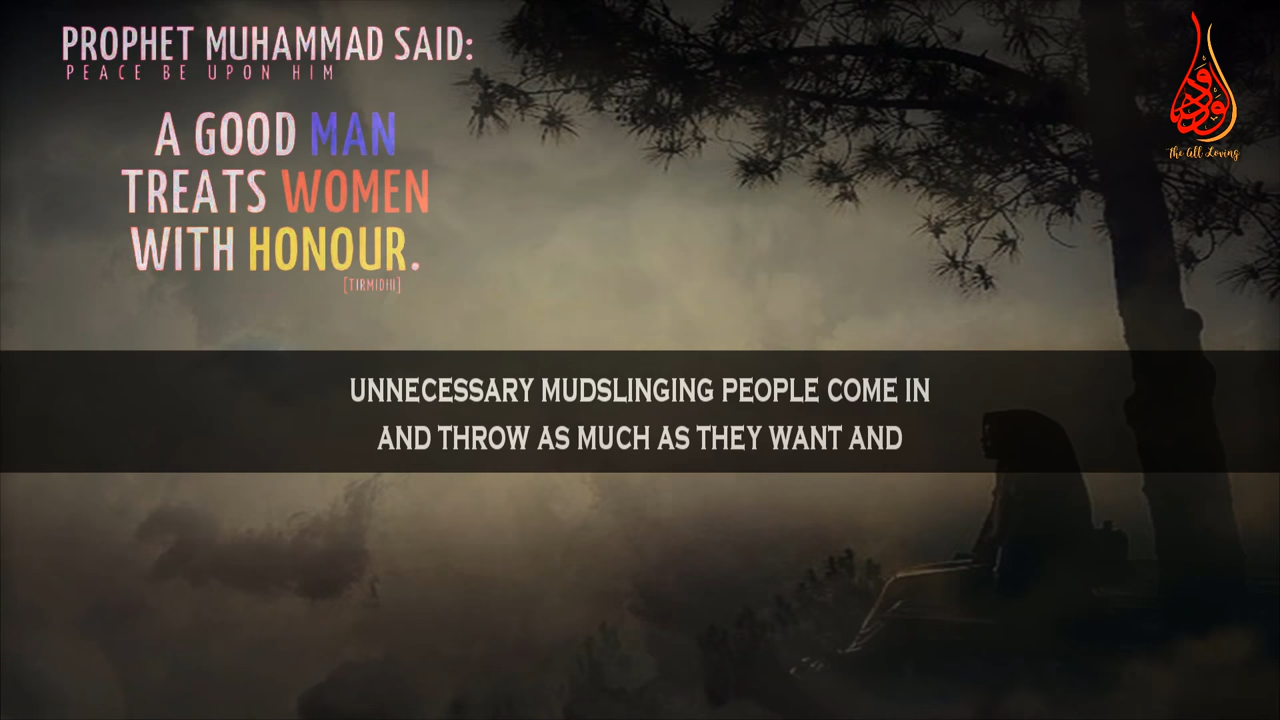 PROPHET MUHAMMAD SAID:
PEACE BE UPON HIM
A GOOD MAN
TREATS WOMEN
WITH HONOUR.
[TIRMIDHI]
الودود
The All Loving
UNNECESSARY MUDSLINGING PEOPLE COME IN
AND THROW AS MUCH AS THEY WANT AND